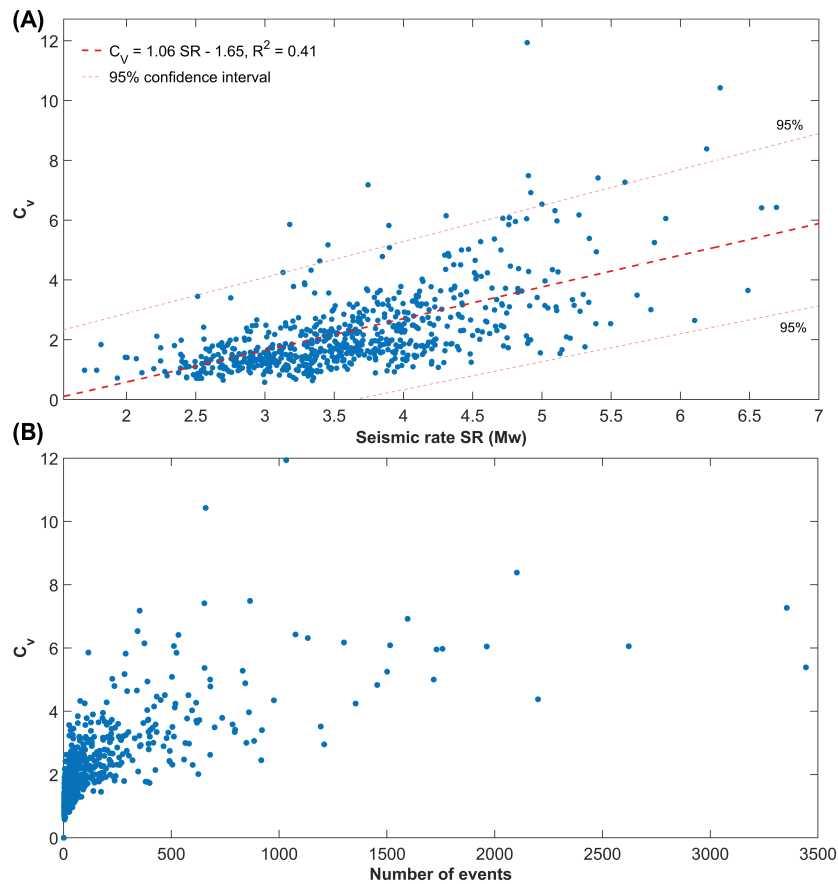 (A)
12
10
8
6
4
2
0
C_v
C_V = 1.06 SR - 1.65, R^2 = 0.41
95% confidence interval
95%
95%
2 2.5 3 3.5 4 4.5 5 5.5 6 6.5 7
Seismic rate SR (Mw)
(B)
12
10
8
6
4
2
0
C_v
0 500 1000 1500 2000 2500 3000 3500
Number of events